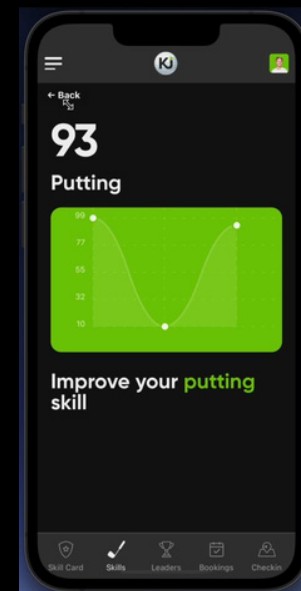 KJ
← Back
93
Putting
99
77
55
32
10
Improve your putting
skill
Skill Card
Skills
Leaders
Bookings
Checkin